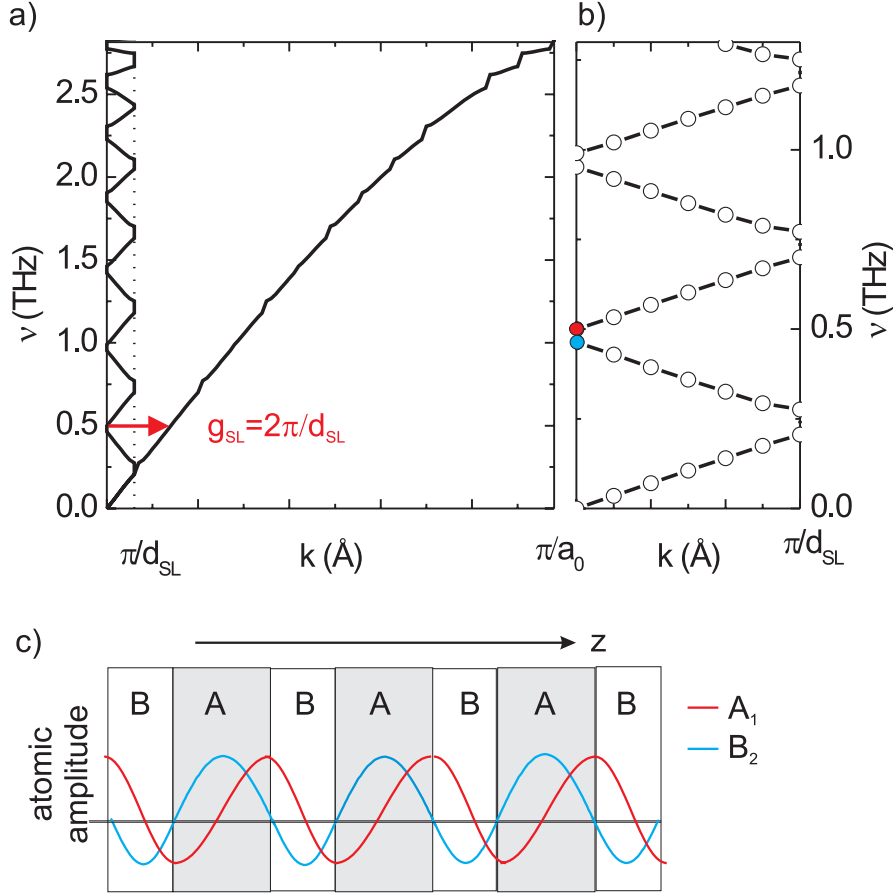 a)
b)
2.5
2.0
1.5
1.0
0.5
0.0
ν (THz)
g_SL=2π/d_SL
π/d_SL
k (Å)
π/a_0
1.0
0.5
0.0
ν (THz)
k (Å)
π/d_SL
c)
z
B A B A B A B
atomic
amplitude
A_1
B_2